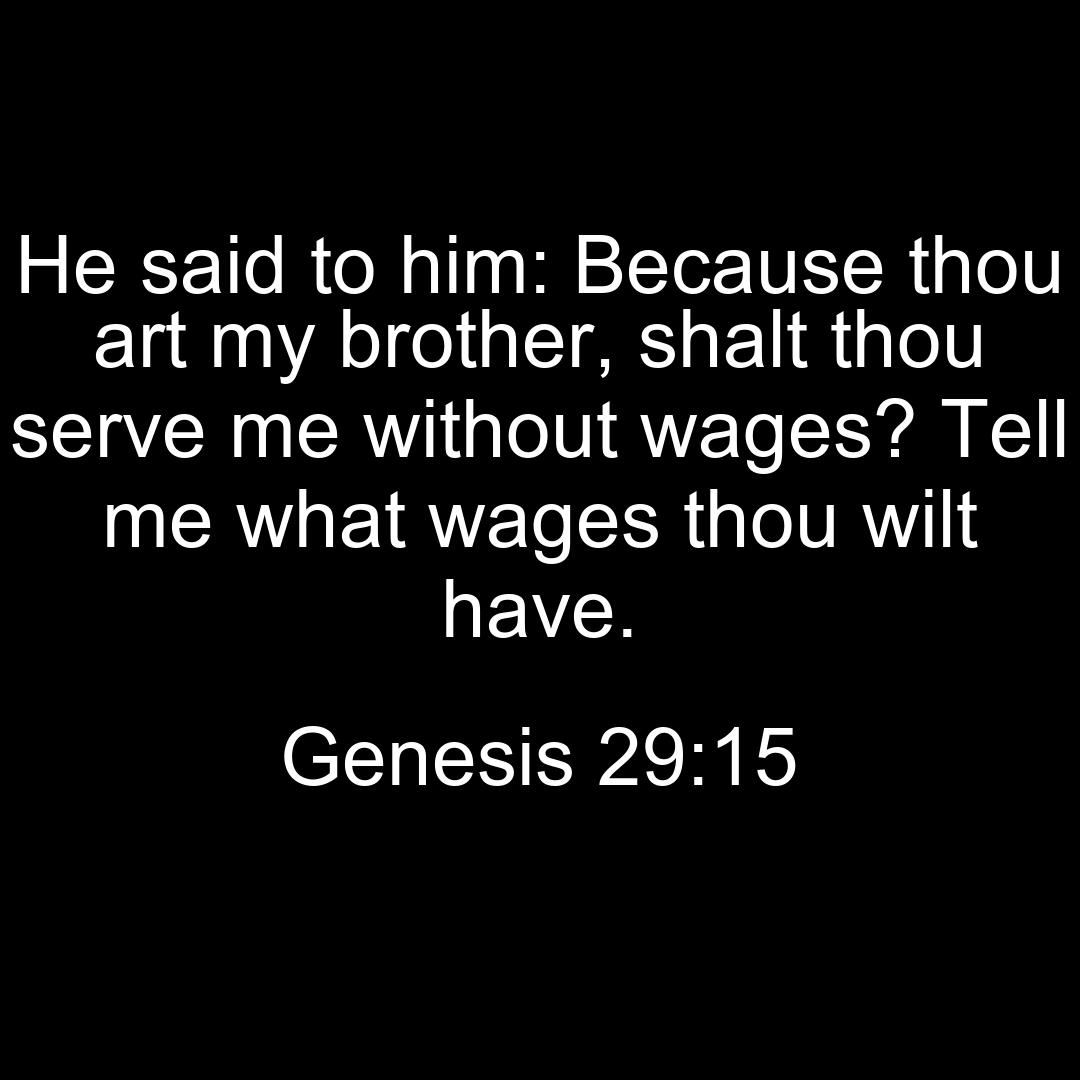 He said to him: Because thou
art my brother, shalt thou
serve me without wages? Tell
me what wages thou wilt
have.
Genesis 29:15